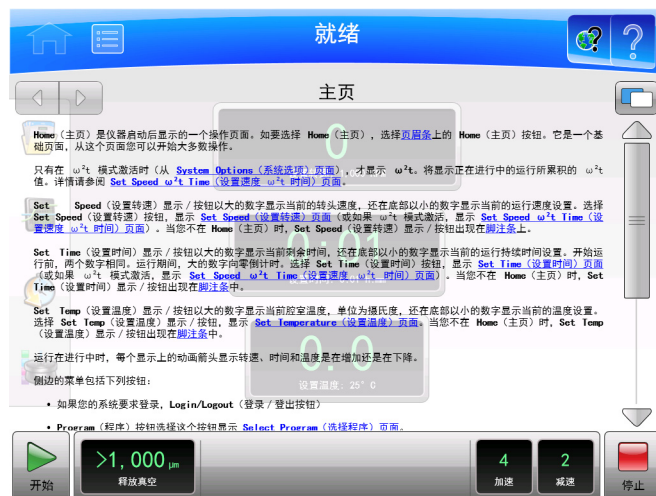 就绪
主页
Home（主页）是仪器启动后显示的一个操作页面。如要选择 Home（主页），选择页眉条上的 Home（主页）按钮。它是一个基
础页面，从这个页面您可以开始大多数操作。
只有在 ω²t 模式激活时（从 System Options（系统选项）页面），才显示 ω²t。将显示正在进行中的运行所累积的 ω²t
值。详情请参阅 Set Speed ω²t Time（设置速度 ω²t 时间）页面。
Set Speed（设置转速）显示/按钮以大的数字显示当前的转头速度，还在底部以小的数字显示当前的运行速度设置。选择
Set Speed（设置转速）按钮，显示 Set Speed（设置转速）页面（或如果 ω²t 模式激活，显示 Set Speed ω²t Time（设
置速度 ω²t 时间）页面）。当您不在 Home（主页）时，Set Speed（设置转速）显示/按钮出现在脚注条上。
Set Time（设置时间）显示/按钮以大的数字显示当前剩余时间，还在底部以小的数字显示当前的运行持续时间设置。开始运
行前，两个数字相同。运行期间，大的数字向零倒计时。选择 Set Time（设置时间）按钮，显示 Set Time（设置时间）页面
（或如果 ω²t 模式激活，显示 Set Speed ω²t Time（设置速度 ω²t 时间）页面）。当您不在 Home（主页）时，Set
Time（设置时间）显示/按钮出现在脚注条中。
Set Temp（设置温度）显示/按钮以大的数字显示当前腔室温度，单位为摄氏度，还在底部以小的数字显示当前的温度设置。
选择 Set Temp（设置温度）显示/按钮，显示 Set Temperature（设置温度）页面。当您不在 Home（主页）时，Set Temp
（设置温度）显示/按钮出现在脚注条中。
运行在进行中时，每个显示上的动画箭头显示转速、时间和温度是在增加还是在下降。
侧边的菜单包括下列按钮：
• 如果您的系统要求登录，Login/Logout（登录/登出按钮）
• Program（程序）按钮选择这个按钮显示 Select Program（选择程序）页面。
0
0:01
0.0
设置温度: 25° C
开始
>1,000 μm
释放真空
4
加速
2
减速
停止